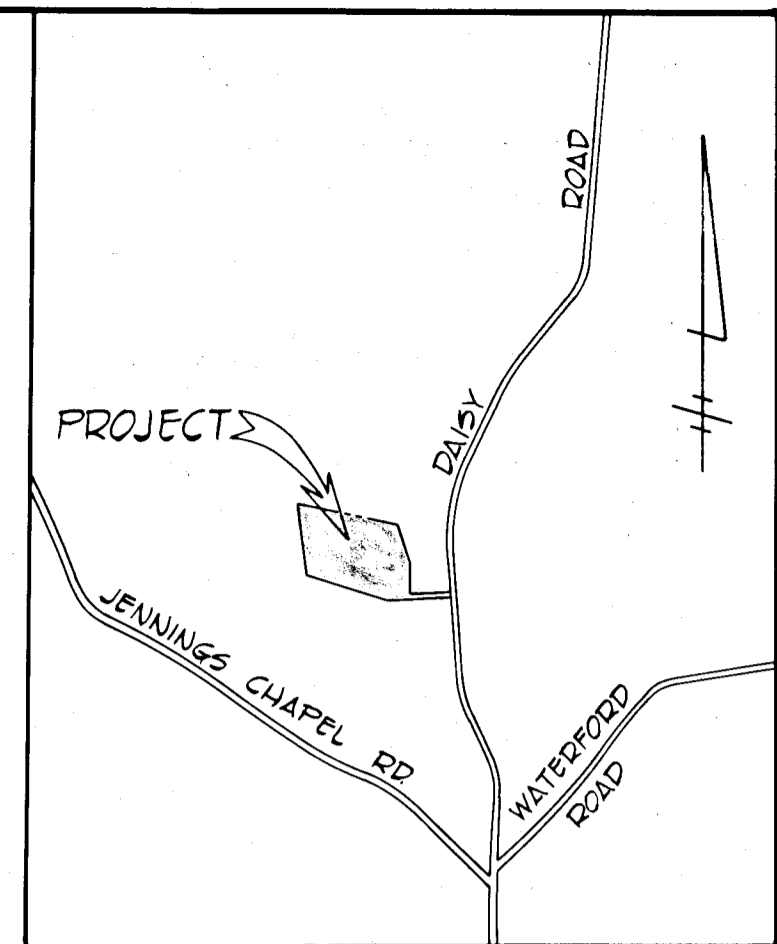 ROAD
DAISY
PROJECT
JENNINGS CHAPEL RD.
WATERFORD
ROAD